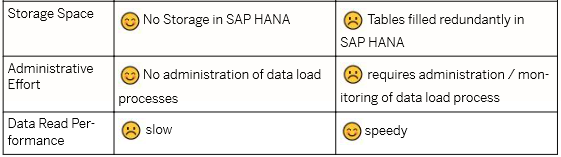 Storage Space
No Storage in SAP HANA
Tables filled redundantly in
SAP HANA
Administrative
Effort
No administration of data load
processes
requires administration / mon-
itoring of data load process
Data Read Per-
formance
slow
speedy